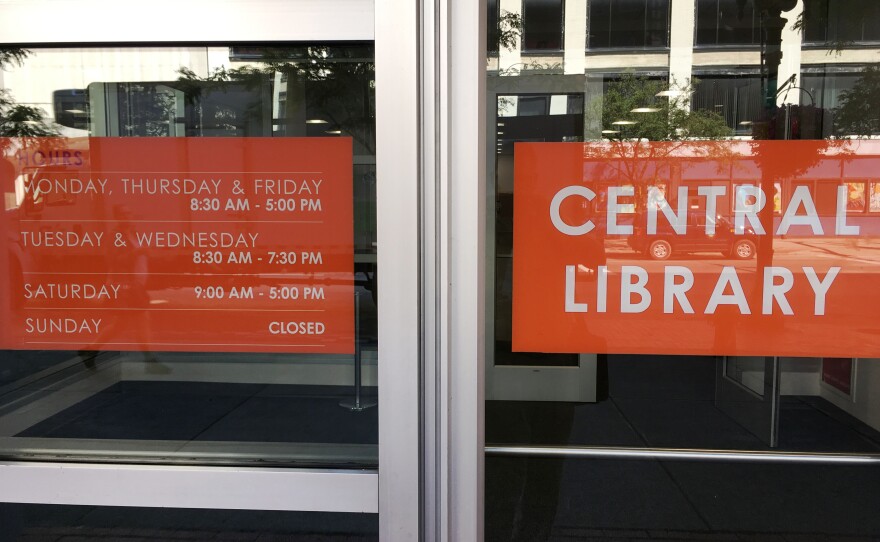 HOURS
MONDAY, THURSDAY & FRIDAY
8:30 AM - 5:00 PM
TUESDAY & WEDNESDAY
8:30 AM - 7:30 PM
SATURDAY 9:00 AM - 5:00 PM
SUNDAY CLOSED
CENTRAL
LIBRARY